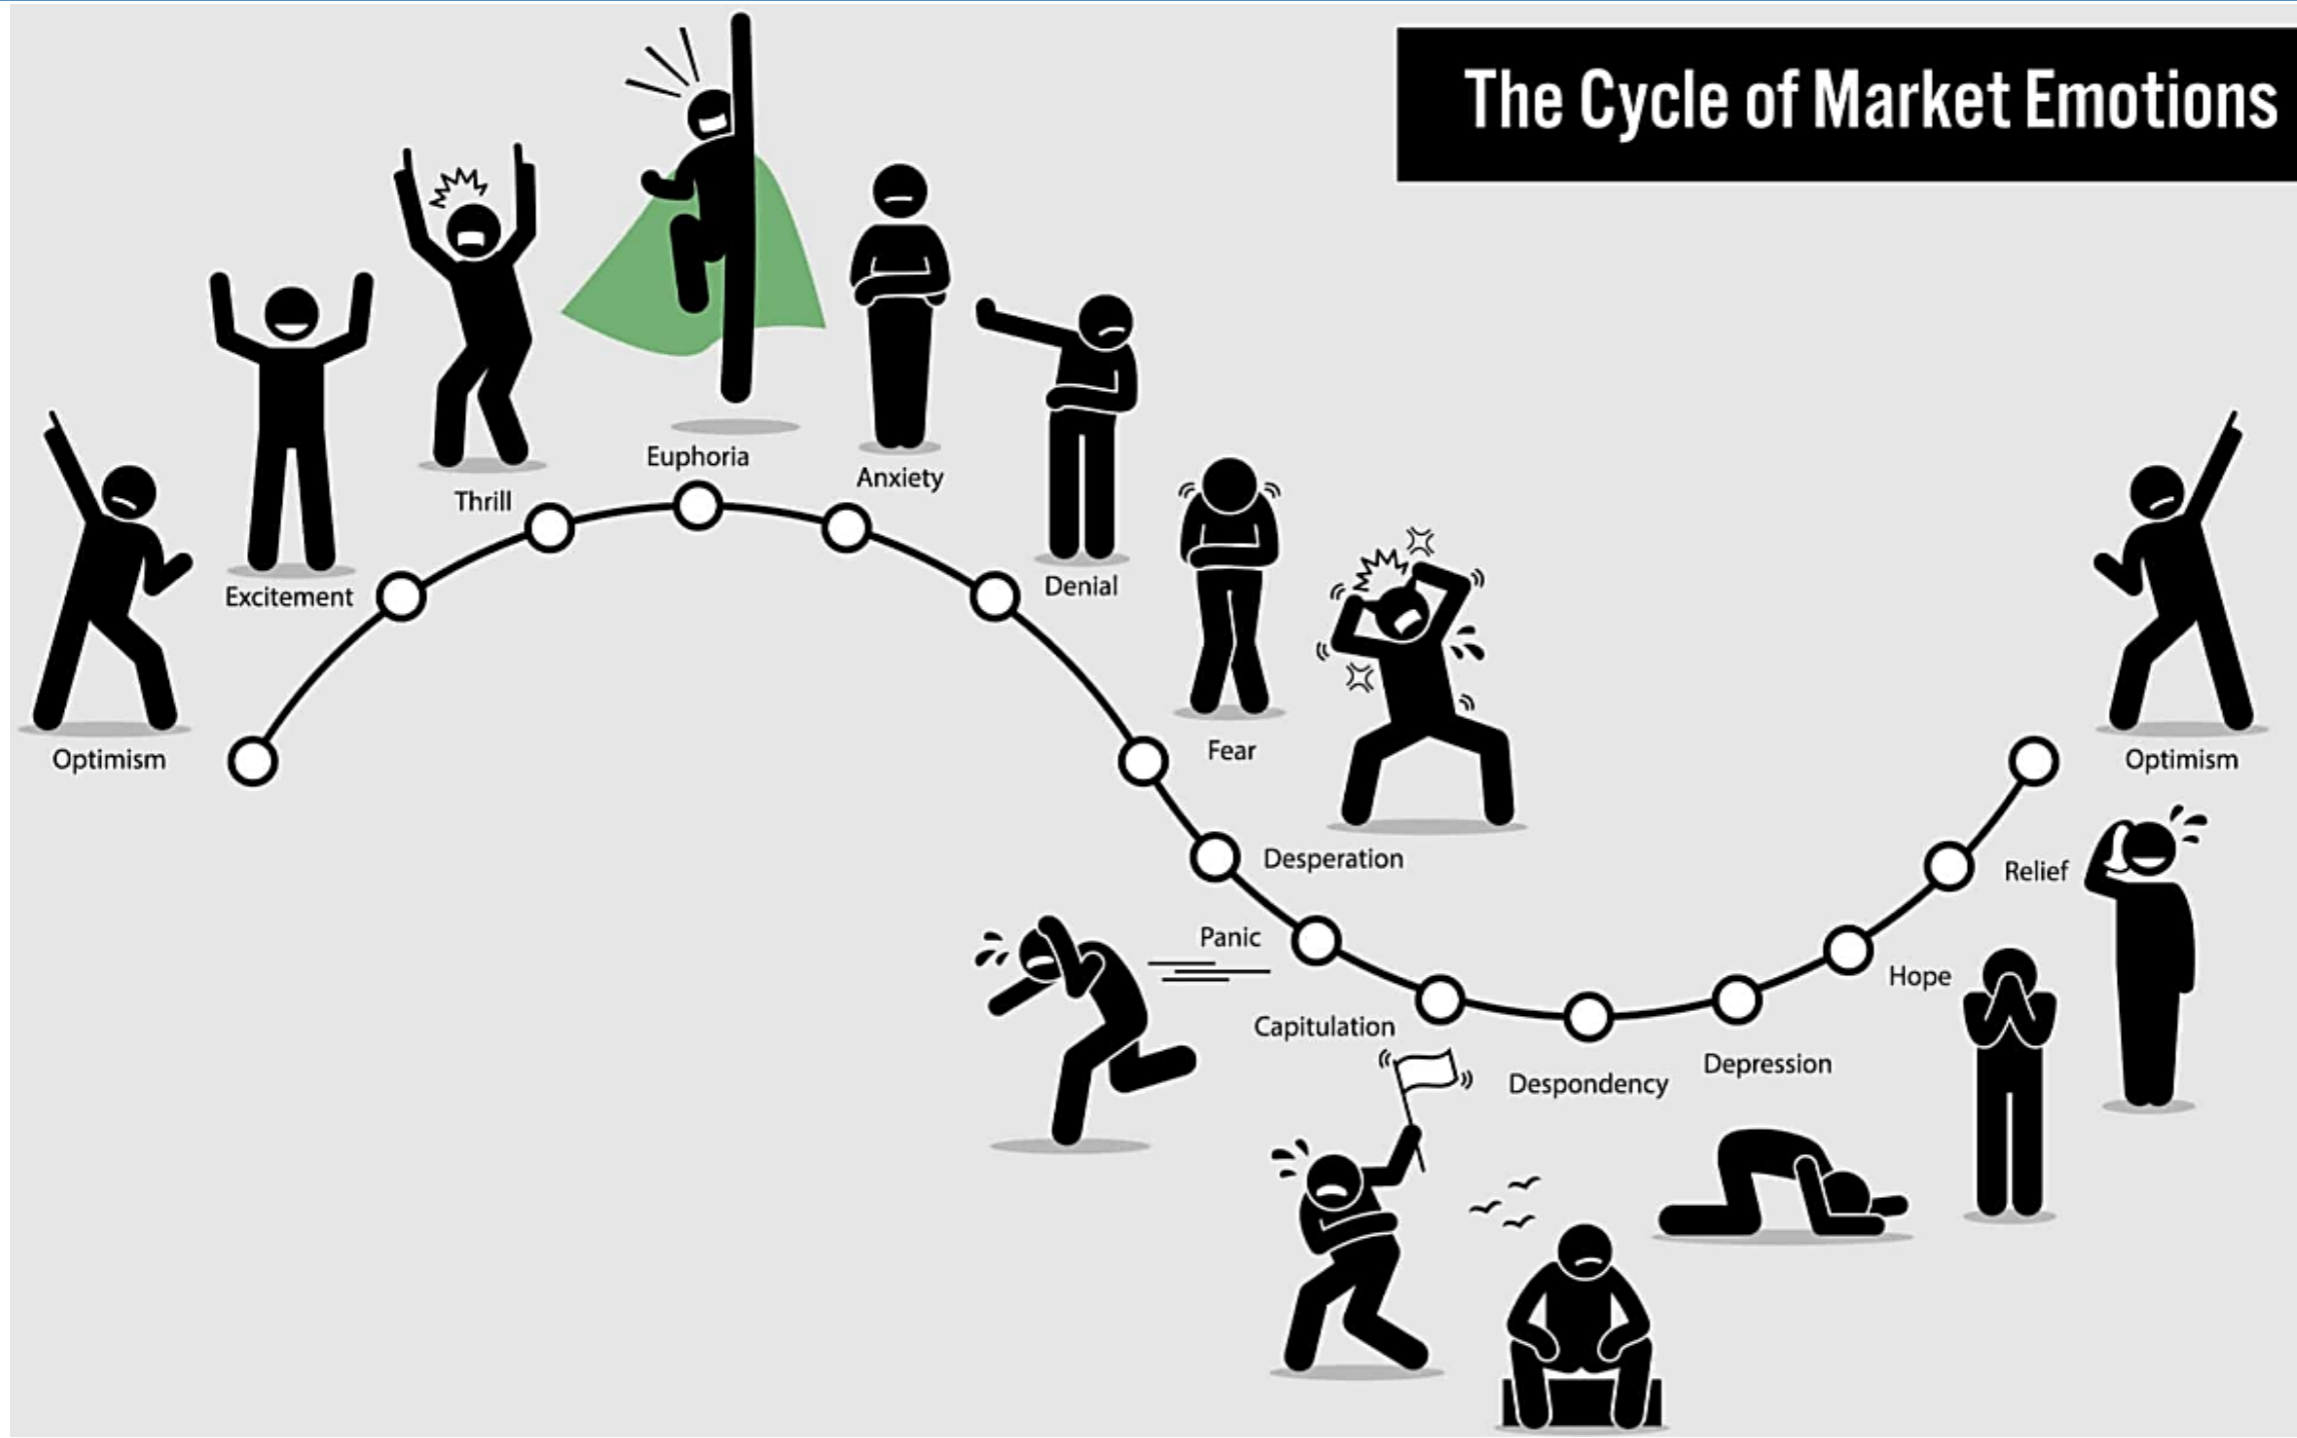 The Cycle of Market Emotions
Optimism
Excitement
Thrill
Euphoria
Anxiety
Denial
Fear
Desperation
Panic
Capitulation
Despondency
Depression
Hope
Relief
Optimism